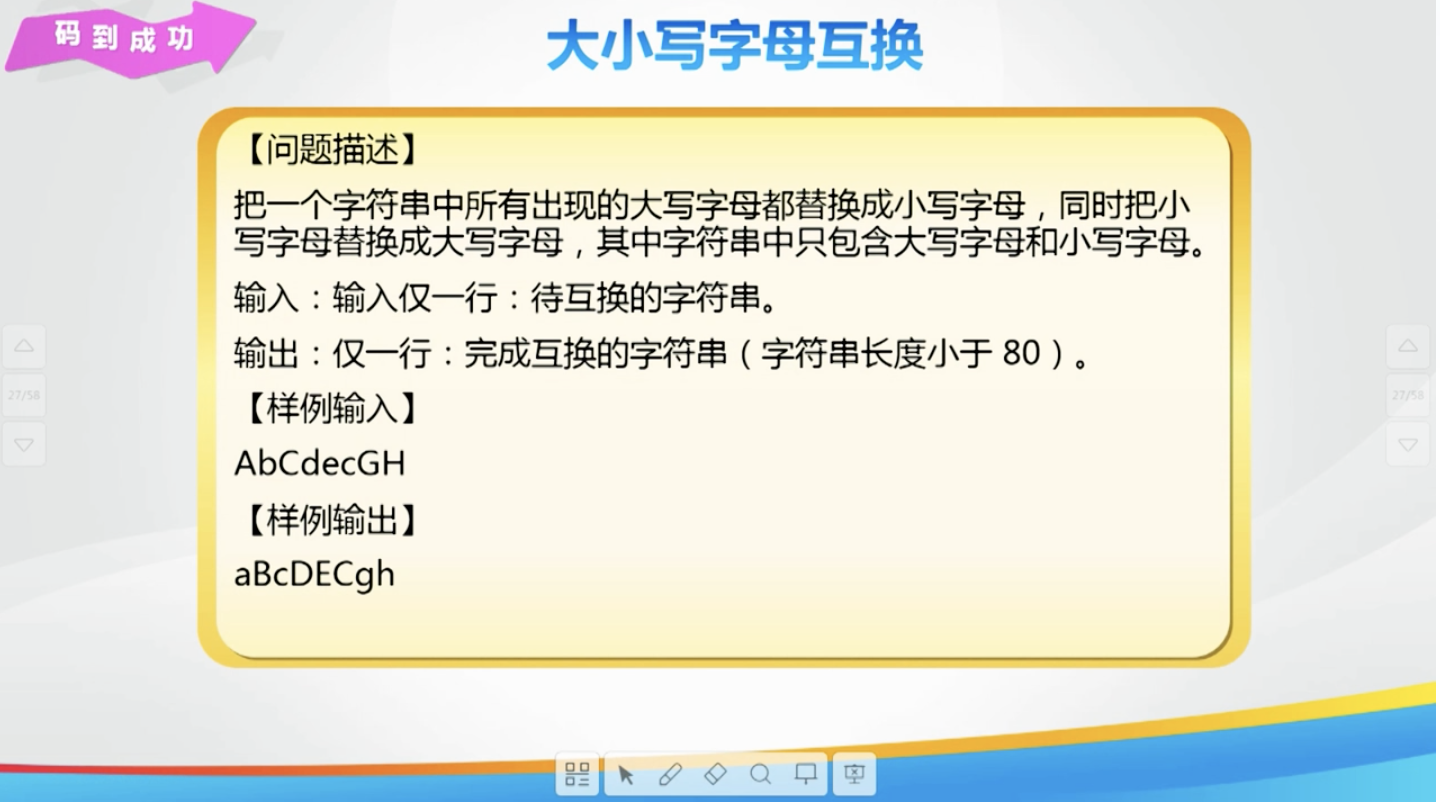 码到成功
大小写字母互换
【问题描述】
把一个字符串中所有出现的大写字母都替换成小写字母，同时把小
写字母替换成大写字母，其中字符串中只包含大写字母和小写字母。
输入：输入仅一行：待互换的字符串。
输出：仅一行：完成互换的字符串（字符串长度小于 80）。
【样例输入】
AbCdecGH
【样例输出】
aBcDECgh
27/58
27/58